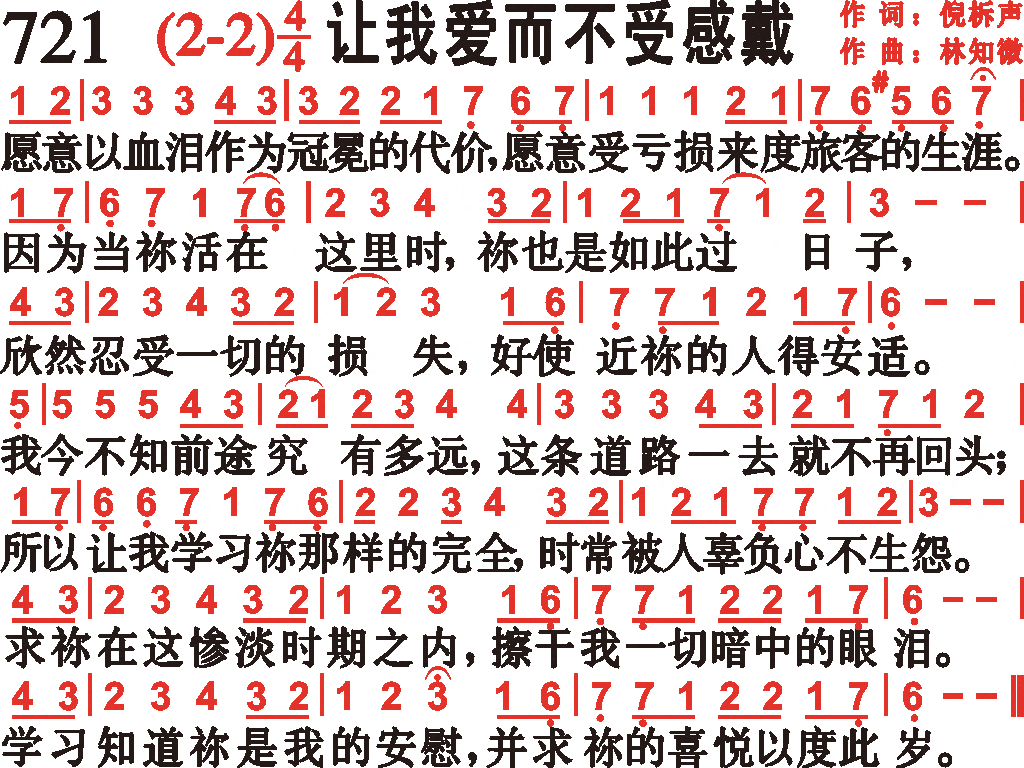 721 (2-2) 4/4 让我爱而不受感戴 作词：倪柝声
作曲：林知微
1 2 | 3 3 3 4 3 | 3 2 2 1 7 6 7 | 1 1 1 2 1 | 7 6 #5 6 7 |
愿意以血泪作为冠冕的代价,愿意受亏损来度旅客的生涯。
1 7 | 6 7 1 7 6 | 2 3 4 3 2 | 1 2 1 7 1 2 | 3 － － |
因为当祢活在 这里时, 祢也是如此过 日子,
4 3 | 2 3 4 3 2 | 1 2 3 1 6 | 7 7 1 2 1 7 | 6 － － |
欣然忍受一切的 损 失, 好使 近祢的人得安适。
5 | 5 5 5 4 3 | 2 1 2 3 4 4 | 3 3 3 4 3 | 2 1 7 1 2 |
我今不知前途究 有多远, 这条道路一去就不再回头;
1 7 | 6 6 7 1 7 6 | 2 2 3 4 3 2 | 1 2 1 7 7 1 2 | 3 － － |
所以让我学习祢那样的完全, 时常被人辜负心不生怨。
4 3 | 2 3 4 3 2 | 1 2 3 1 6 | 7 7 1 2 2 1 7 | 6 － － |
求祢在这惨淡时期之内, 擦干我一切暗中的眼泪。
4 3 | 2 3 4 3 2 | 1 2 3 1 6 | 7 7 1 2 2 1 7 | 6 － － ‖
学习知道祢是我的安慰,并求祢的喜悦以度此岁。